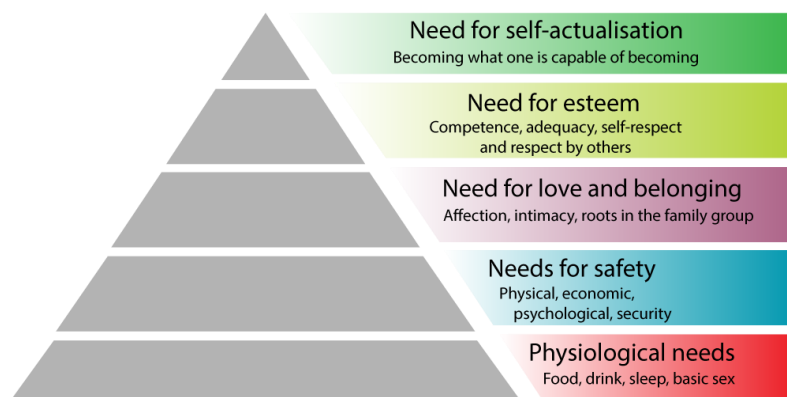 Need for self-actualisation
Becoming what one is capable of becoming
Need for esteem
Competence, adequacy, self-respect
and respect by others
Need for love and belonging
Affection, intimacy, roots in the family group
Needs for safety
Physical, economic,
psychological, security
Physiological needs
Food, drink, sleep, basic sex